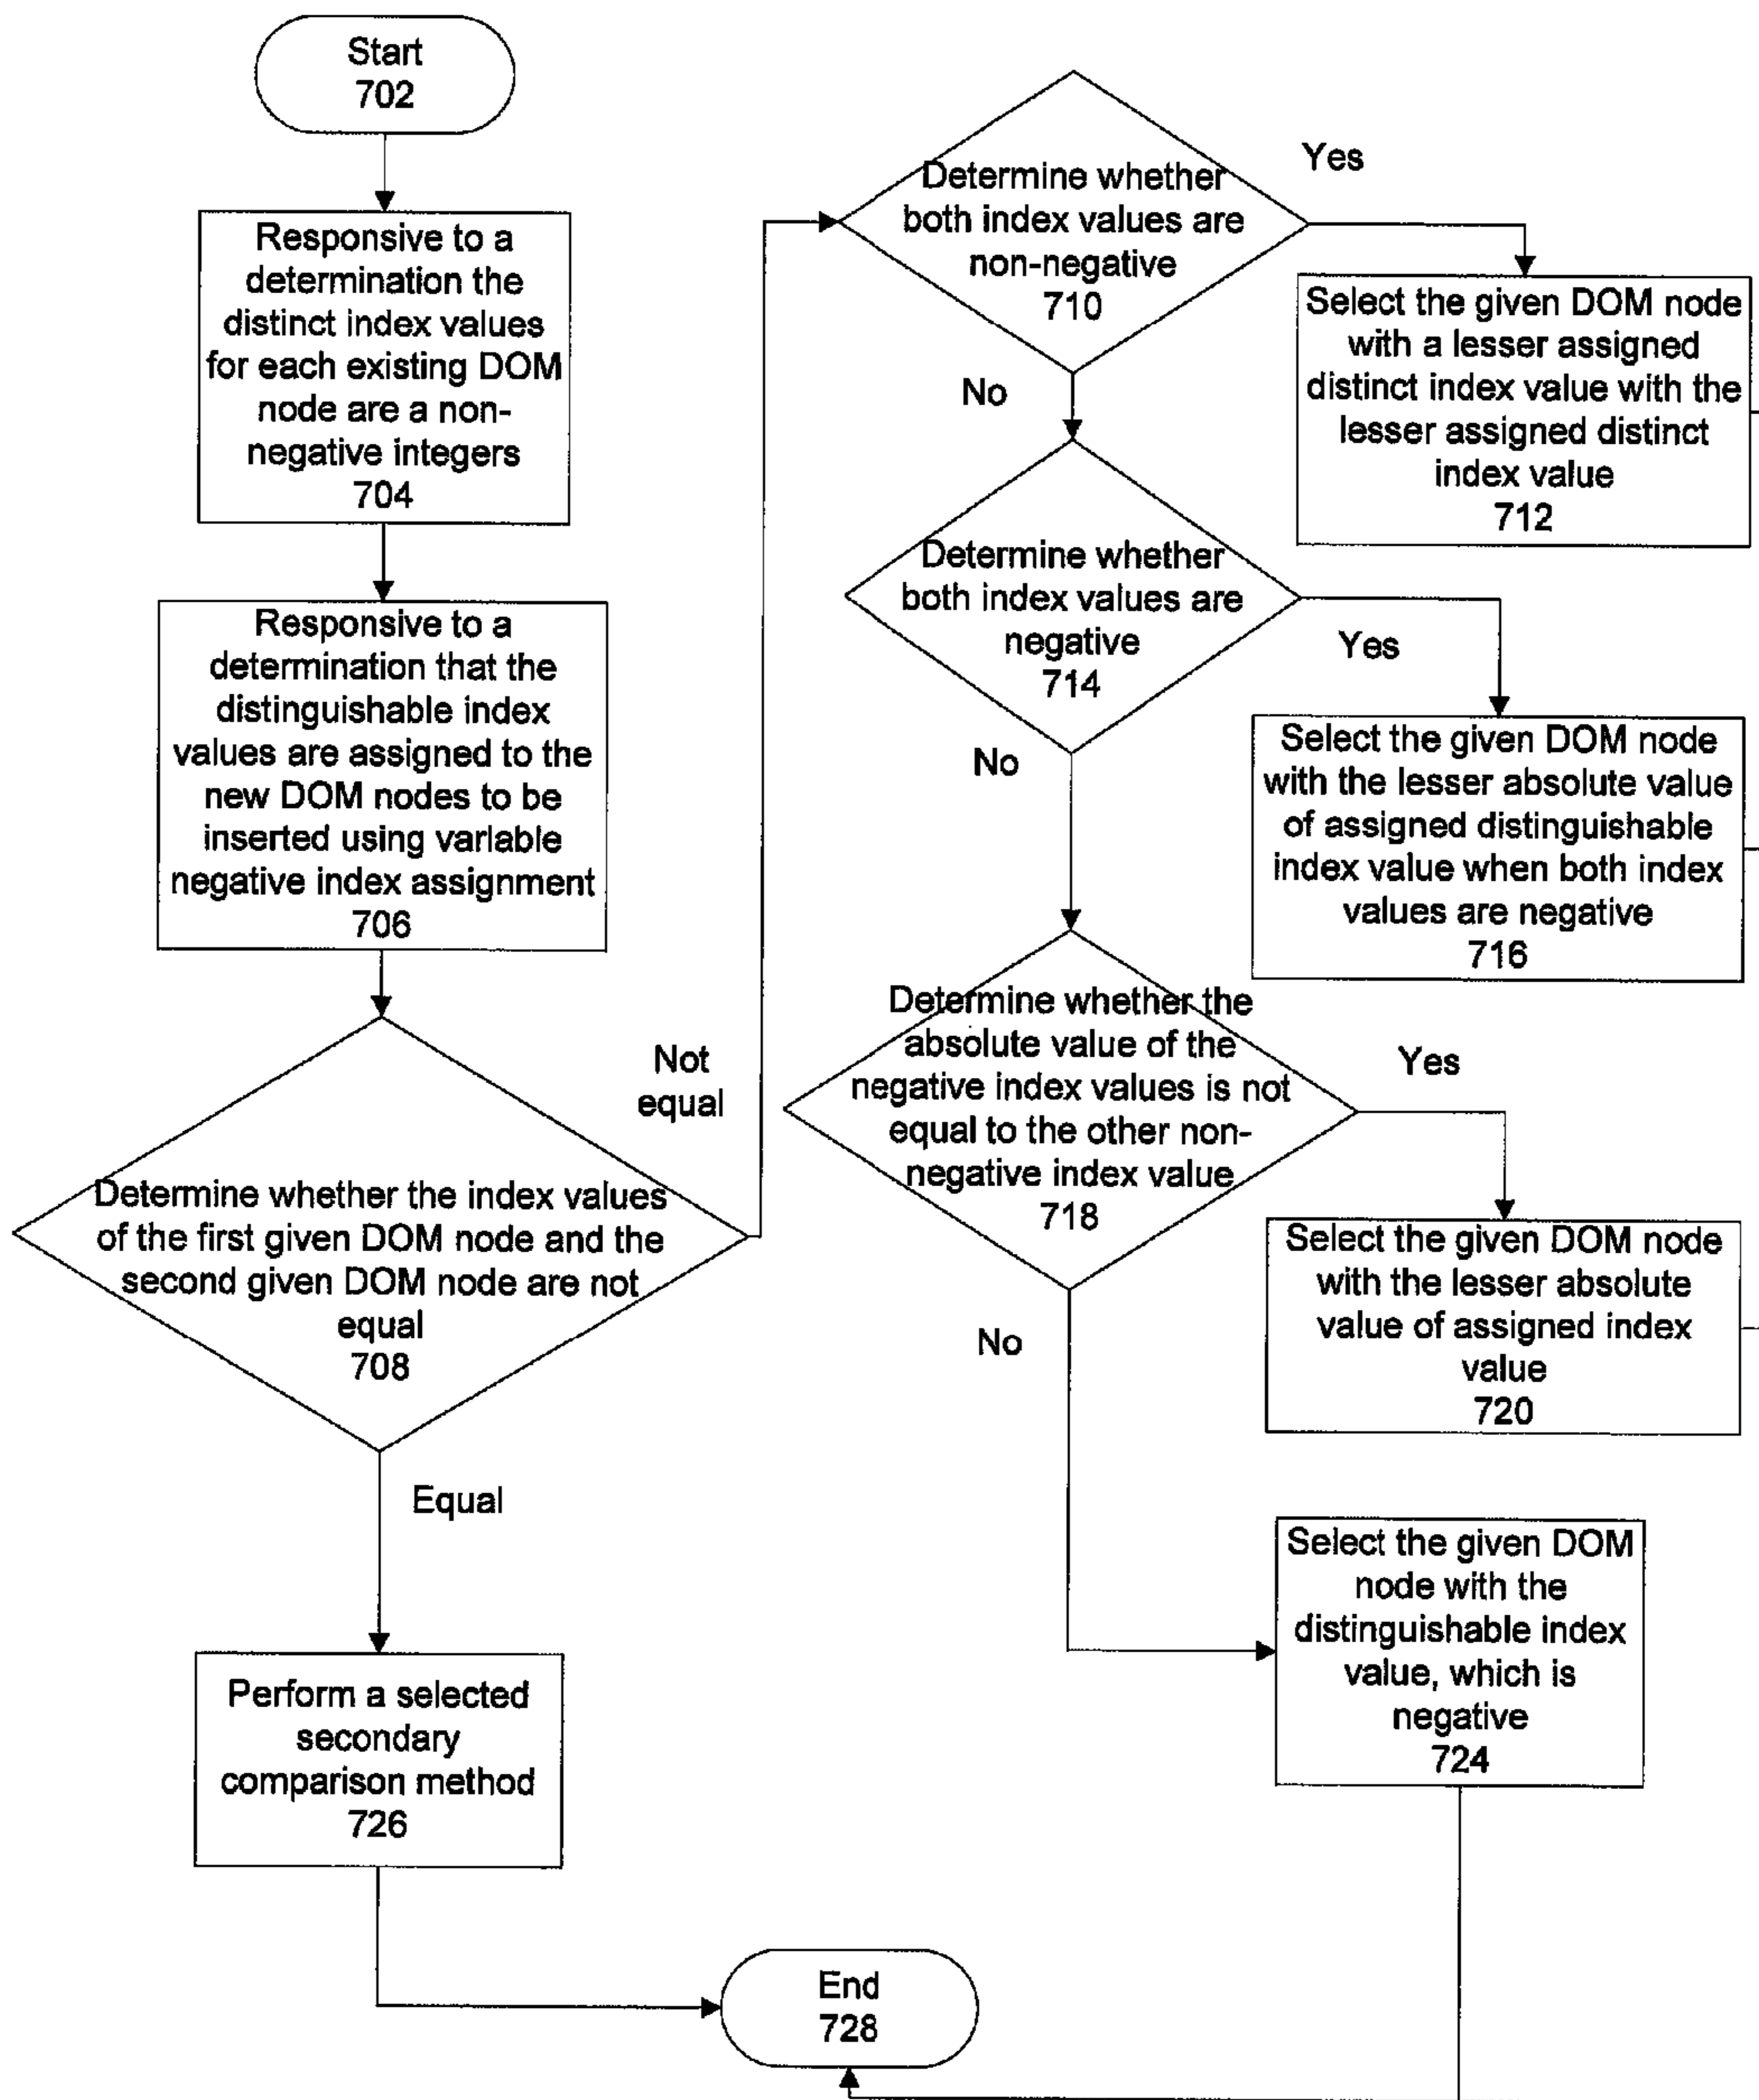 Start
702
Responsive to a
determination the
distinct index values
for each existing DOM
node are a non-
negative integers
704
Responsive to a
determination that the
distinguishable index
values are assigned to the
new DOM nodes to be
inserted using variable
negative index assignment
706
Not
equal
Determine whether the index values
of the first given DOM node and the
second given DOM node are not
equal
708
Equal
Perform a selected
secondary
comparison method
726
Determine whether
both index values are
non-negative
710
Yes
Select the given DOM node
with a lesser assigned
distinct index value with the
lesser assigned distinct
index value
712
No
Determine whether
both index values are
negative
714
Yes
Select the given DOM node
with the lesser absolute value
of assigned distinguishable
index value when both index
values are negative
716
No
Determine whether the
absolute value of the
negative index values is not
equal to the other non-
negative index value
718
Yes
Select the given DOM node
with the lesser absolute
value of assigned index
value
720
No
Select the given DOM
node with the
distinguishable index
value, which is
negative
724
End
728